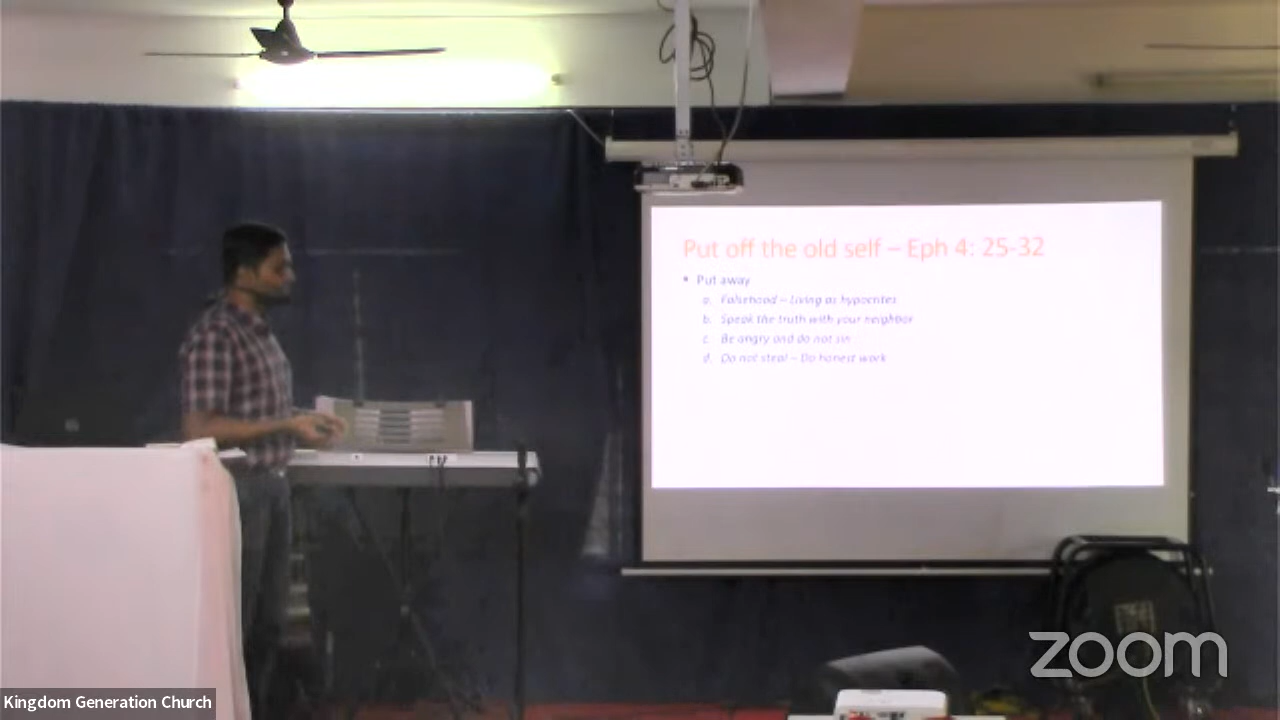 Put off the old self – Eph 4: 25-32
• Put away
a. Falsehood – Living as hypocrites
b. Speak the truth with your neighbor
c. Be angry and do not sin
d. Do not steal – Do honest work
zoom
Kingdom Generation Church